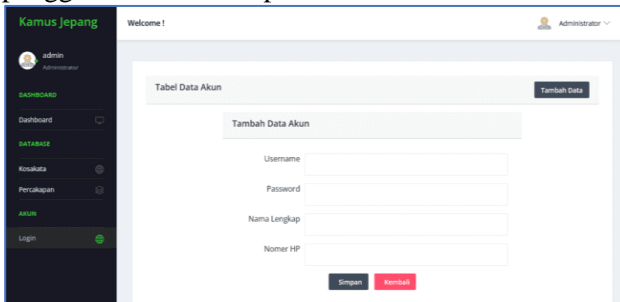 Kamus Jepang
Welcome !
Administrator
admin
Administrator
DASHBOARD
Dashboard
DATABASE
Kosakata
Percakapan
AKUN
Login
Tabel Data Akun
Tambah Data
Tambah Data Akun
Username
Password
Nama Lengkap
Nomer HP
Simpan
Kembali